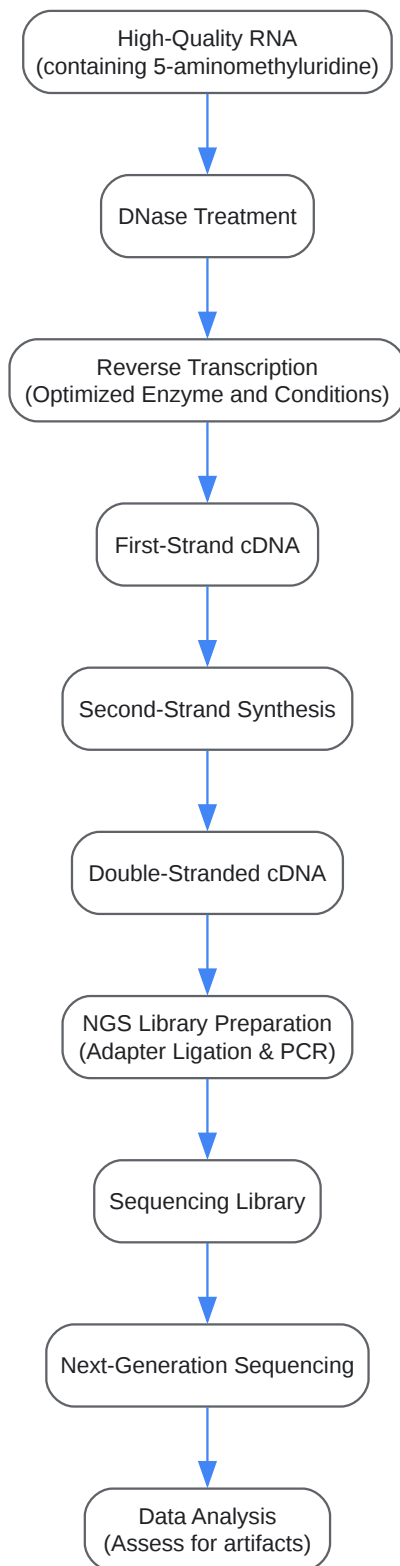 High-Quality RNA
(containing 5-aminomethyluridine)
DNase Treatment
Reverse Transcription
(Optimized Enzyme and Conditions)
First-Strand cDNA
Second-Strand Synthesis
Double-Stranded cDNA
NGS Library Preparation
(Adapter Ligation & PCR)
Sequencing Library
Next-Generation Sequencing
Data Analysis
(Assess for artifacts)